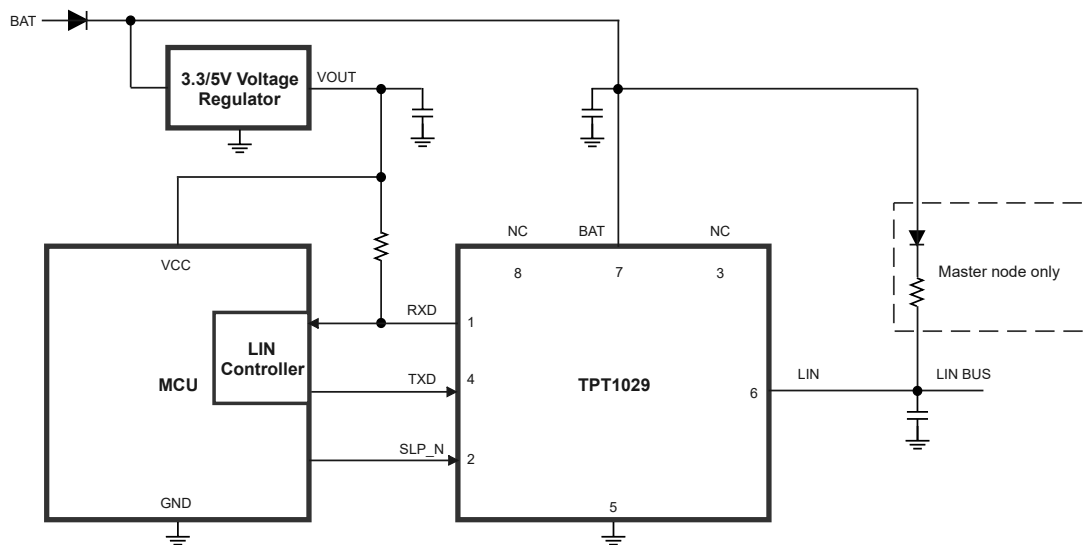 BAT
3.3/5V Voltage
Regulator
VOUT
NC
BAT
NC
VCC
8
7
3
Master node only
RXD
1
LIN
Controller
MCU
TXD
4
TPT1029
LIN
LIN BUS
6
SLP_N
2
GND
5